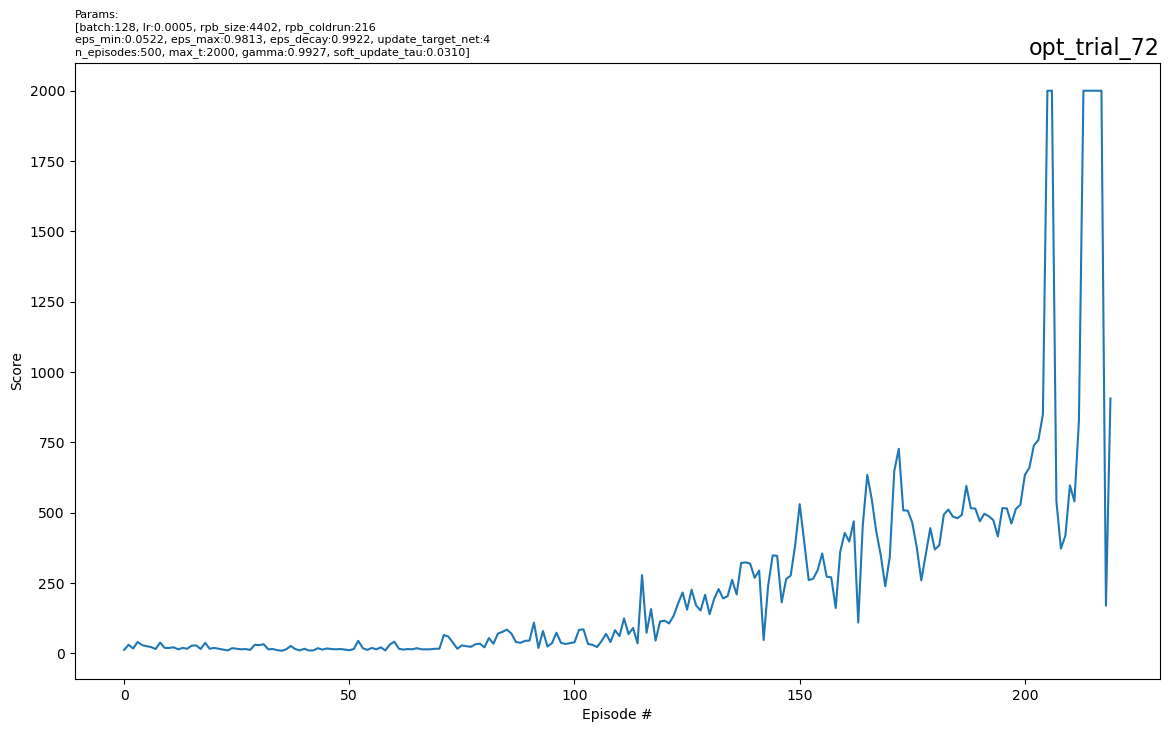 Params:
[batch:128, lr:0.0005, rpb_size:4402, rpb_coldrun:216
eps_min:0.0522, eps_max:0.9813, eps_decay:0.9922, update_target_net:4
n_episodes:500, max_t:2000, gamma:0.9927, soft_update_tau:0.0310]
opt_trial_72
2000
1750
1500
1250
1000
750
500
250
0
Score
0 50 100 150 200
Episode #